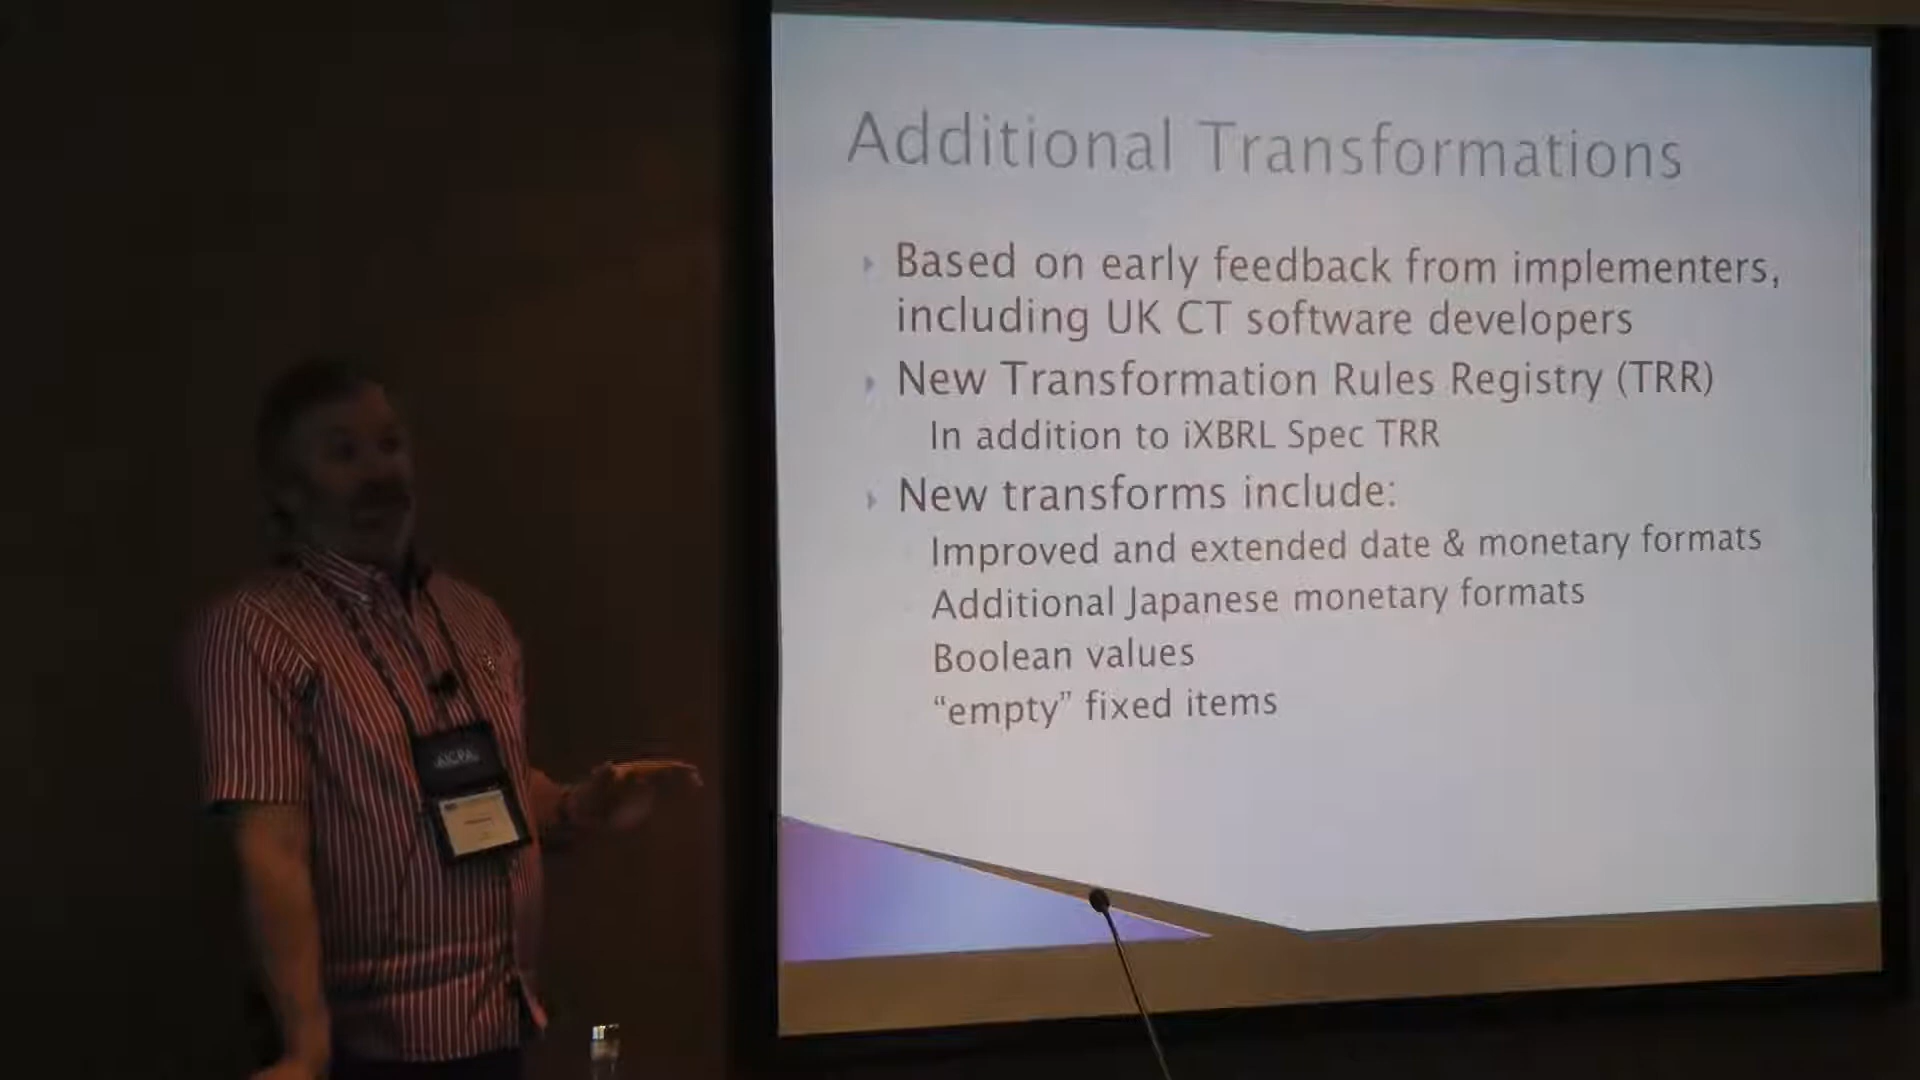 Additional Transformations
Based on early feedback from implementers,
including UK CT software developers
New Transformation Rules Registry (TRR)
In addition to iXBRL Spec TRR
New transforms include:
Improved and extended date & monetary formats
Additional Japanese monetary formats
Boolean values
“empty” fixed items
AICPA